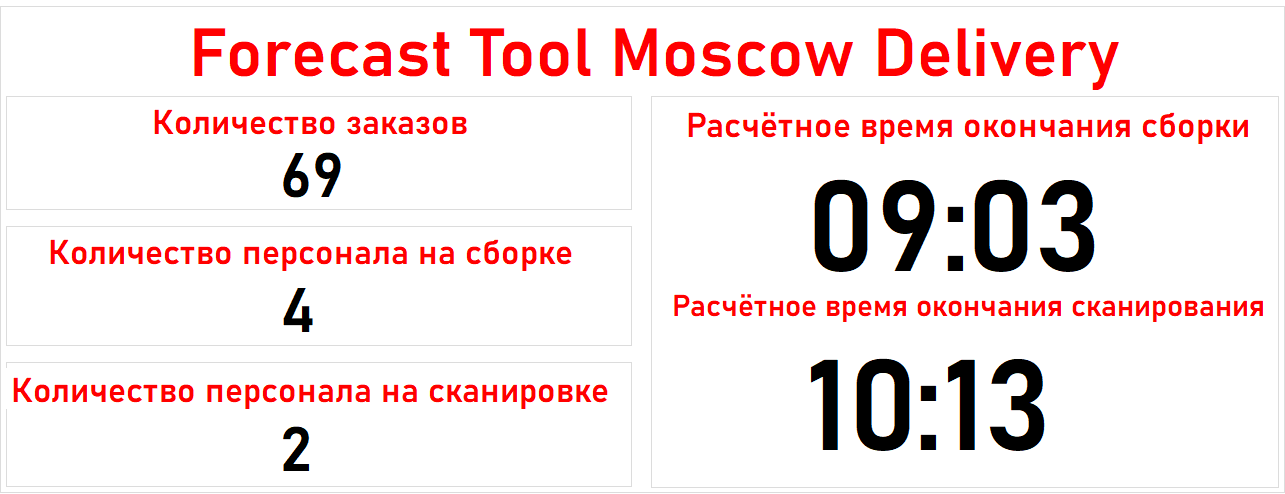 Forecast Tool Moscow Delivery
Количество заказов
69
Количество персонала на сборке
4
Количество персонала на сканировке
2
Расчётное время окончания сборки
09:03
Расчётное время окончания сканирования
10:13